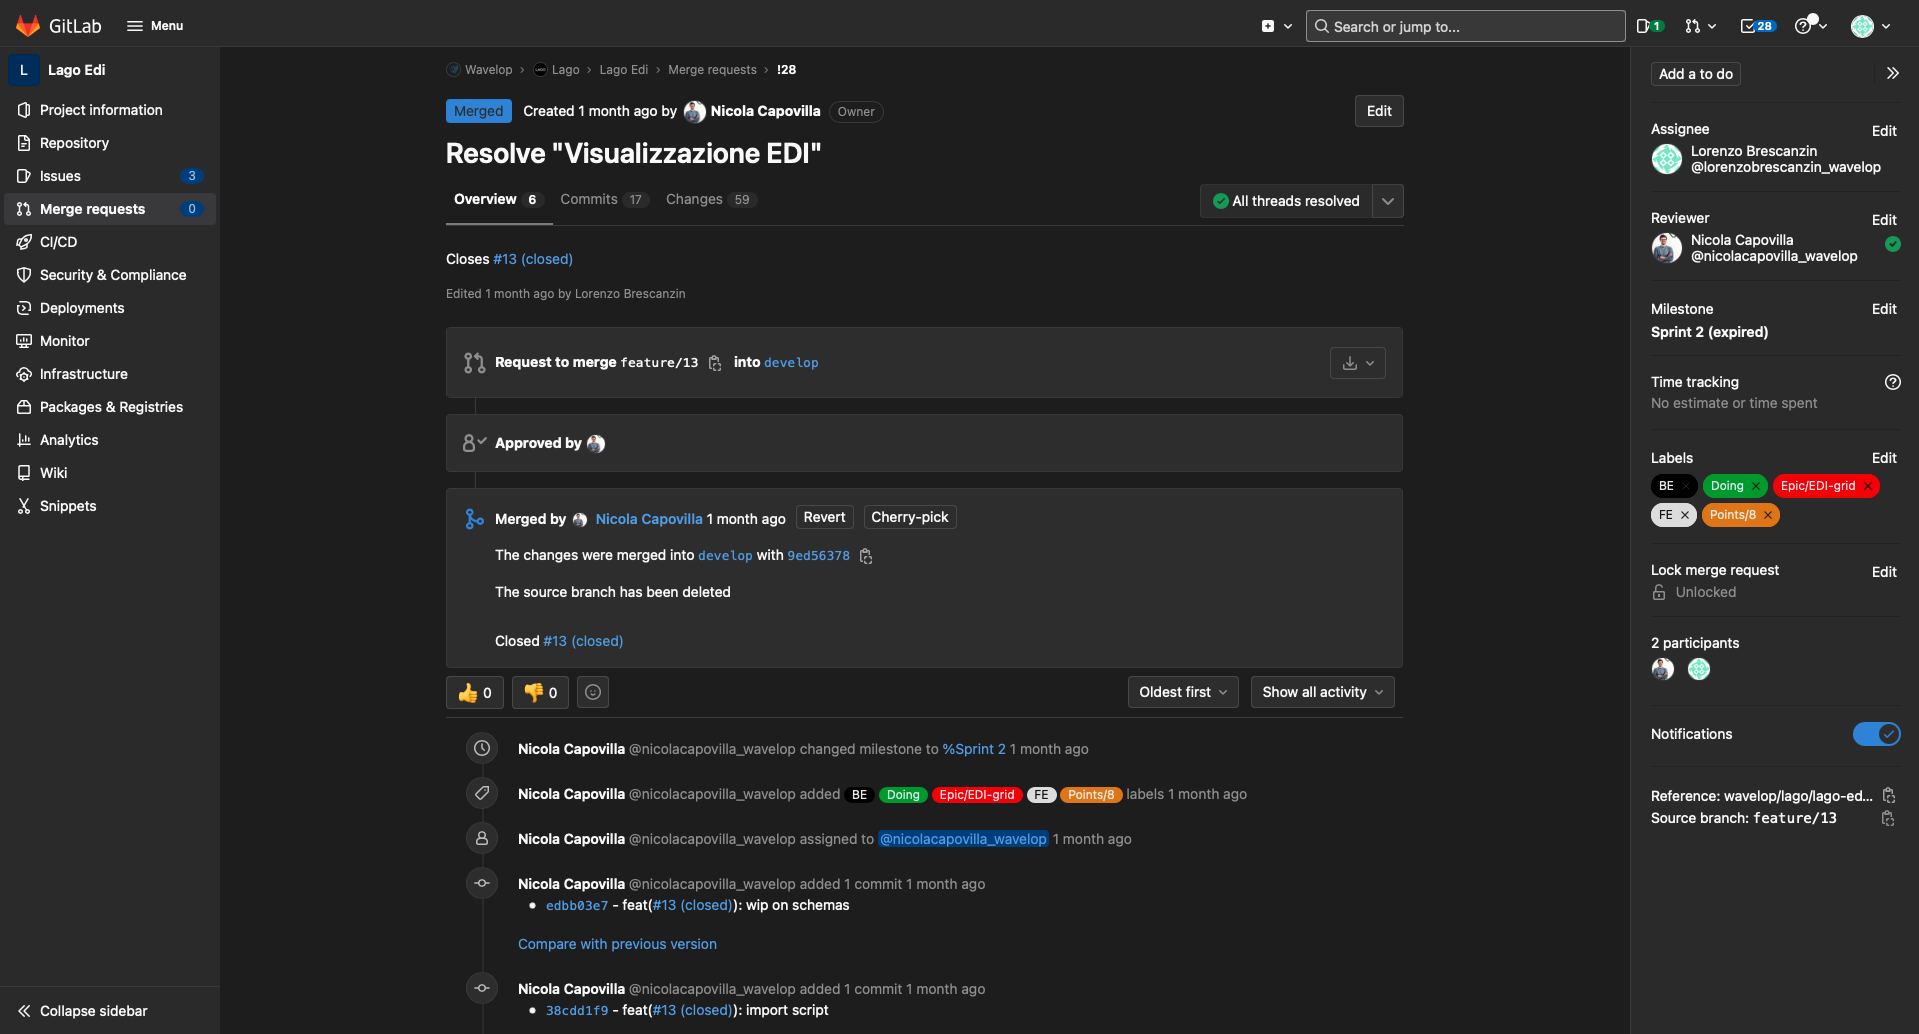 GitLab
Menu
Search or jump to...
1
28
L
Lago Edi
Project information
Repository
Issues
3
Merge requests
0
CI/CD
Security & Compliance
Deployments
Monitor
Infrastructure
Packages & Registries
Analytics
Wiki
Snippets
Collapse sidebar
Wavelop › Lago › Lago Edi › Merge requests › !28
Merged Created 1 month ago by Nicola Capovilla Owner
Edit
Resolve "Visualizzazione EDI"
Overview 6 Commits 17 Changes 59
All threads resolved
Closes #13 (closed)
Edited 1 month ago by Lorenzo Brescanzin
Request to merge feature/13 into develop
Approved by
Merged by Nicola Capovilla 1 month ago Revert Cherry-pick
The changes were merged into develop with 9ed56378
The source branch has been deleted
Closed #13 (closed)
0 0
Oldest first Show all activity
Nicola Capovilla @nicolacapovilla_wavelop changed milestone to %Sprint 2 1 month ago
Nicola Capovilla @nicolacapovilla_wavelop added BE Doing Epic/EDI-grid FE Points/8 labels 1 month ago
Nicola Capovilla @nicolacapovilla_wavelop assigned to @nicolacapovilla_wavelop 1 month ago
Nicola Capovilla @nicolacapovilla_wavelop added 1 commit 1 month ago
• edbb03e7 - feat(#13 (closed)): wip on schemas
Compare with previous version
Nicola Capovilla @nicolacapovilla_wavelop added 1 commit 1 month ago
• 38cdd1f9 - feat(#13 (closed)): import script
Add a to do
Assignee
Edit
Lorenzo Brescanzin
@lorenzobrescanzin_wavelop
Reviewer
Edit
Nicola Capovilla
@nicolacapovilla_wavelop
Milestone
Edit
Sprint 2 (expired)
Time tracking
No estimate or time spent
Labels
Edit
BE Doing Epic/EDI-grid
FE Points/8
Lock merge request
Edit
Unlocked
2 participants
Notifications
Reference: wavelop/lago/lago-ed...
Source branch: feature/13